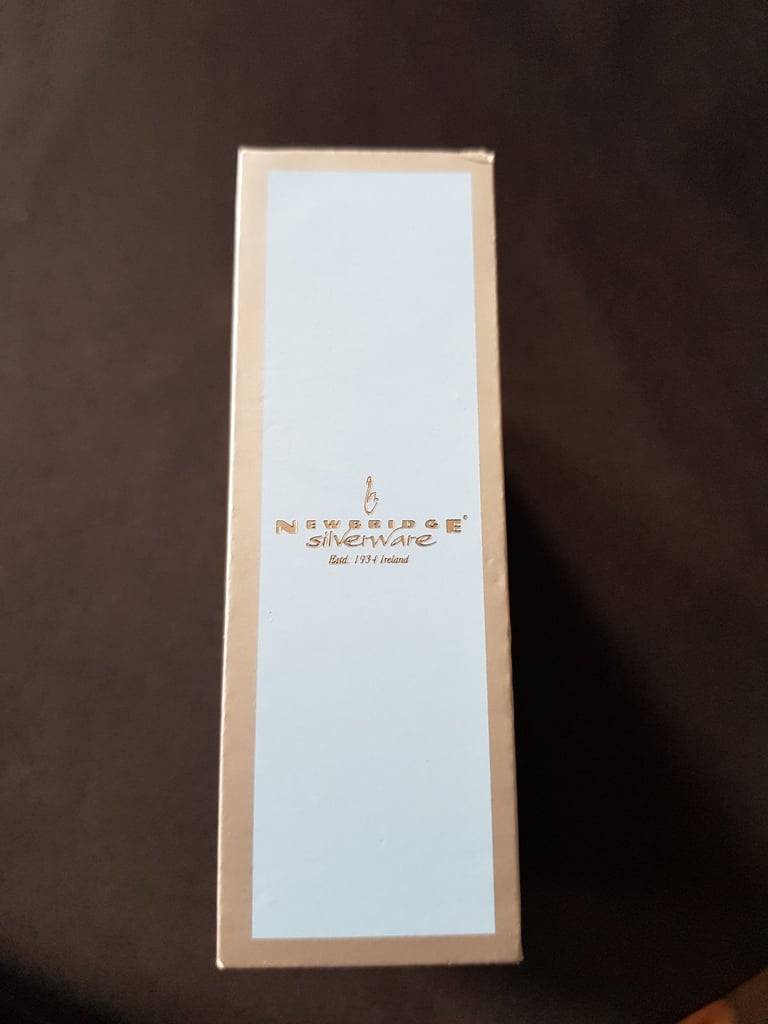 NEWBRIDGE®
silverware
Estd. 1934 Ireland